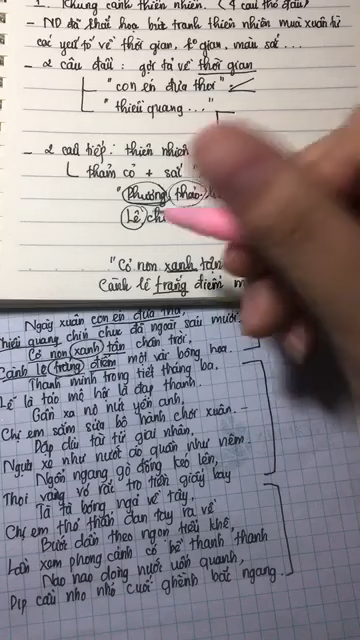 1. Khung cảnh thiên nhiên. (4 câu thơ đầu)
- ND đã khái họa bức tranh thiên nhiên mùa xuân từ
các yếu tố về thời gian, k°gian, màu sắc...
- 2 câu đầu: gợi tả về thời gian
"con én đưa thoi"
"thiều quang..."
- 2 câu tiếp: thiên nhiên
thảm cỏ +
"Phương thảo
Lê chi
"Cỏ non xanh tận
Cành lê trắng điểm m
Ngày xuân con én đưa thoi,
Thiều quang chín chục đã ngoài sáu mươi.
Cỏ non xanh tận chân trời,
Cành lê trắng điểm một vài bông hoa.
Thanh minh trong tiết tháng ba.
Lễ là tảo mộ hội là đạp thanh.
Gần xa nô nức yến anh,
Chị em sắm sửa bộ hành chơi xuân.
Dập dìu tài tử giai nhân,
Ngựa xe như nước áo quần như nêm.
Ngổn ngang gò đống kéo lên,
Thoi vàng vó rắc tro tiền giấy bay
Tà tà bóng ngả về tây,
Chị em thơ thẩn dan tay ra về
Bước dần theo ngọn tiểu khê,
Lần xem phong cảnh có bề thanh thanh
Nao nao dòng nước uốn quanh,
Dịp cầu nho nhỏ cuối ghềnh bắc ngang.